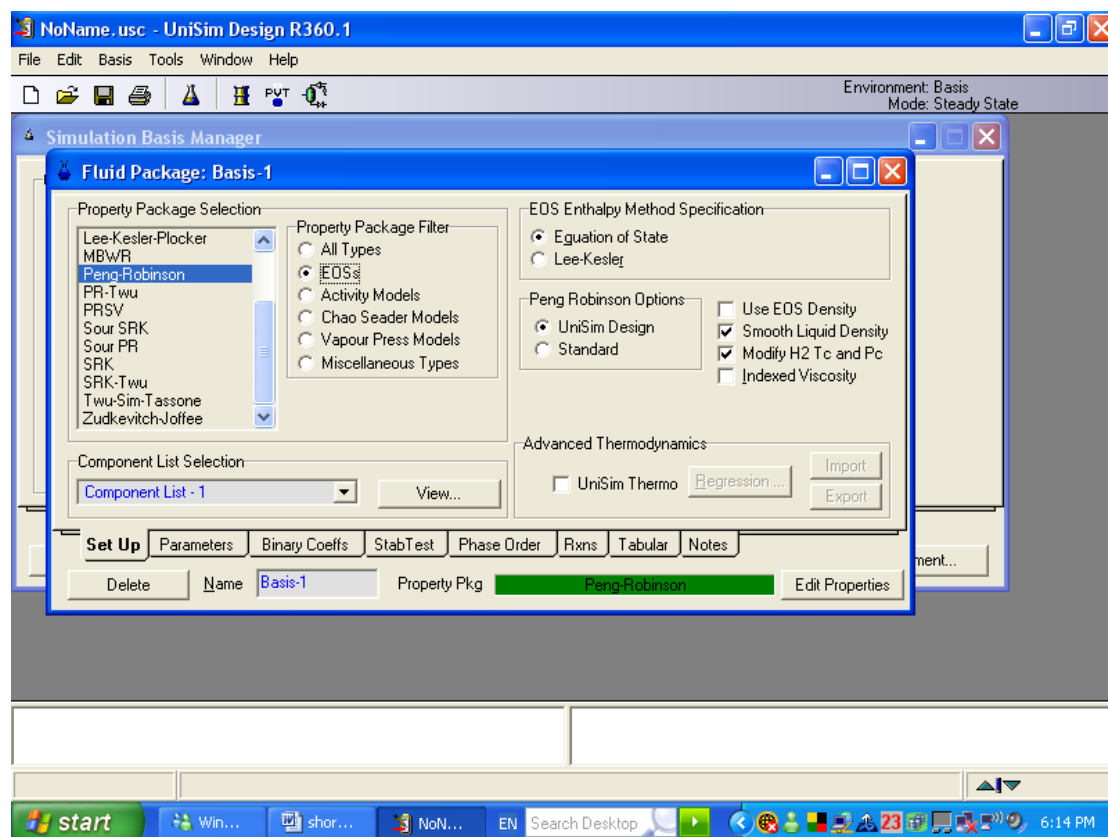 NoName.usc - UniSim Design R360.1
File Edit Basis Tools Window Help
PVT
Environment: Basis
Mode: Steady State
Simulation Basis Manager
Fluid Package: Basis-1
Property Package Selection
Lee-Kesler-Plocker
MBWR
Peng-Robinson
PR-Twu
PRSV
Sour SRK
Sour PR
SRK
SRK-Twu
Twu-Sim-Tassone
Zudkevitch-Joffee
Property Package Filter
All Types
EOSs
Activity Models
Chao Seader Models
Vapour Press Models
Miscellaneous Types
EOS Enthalpy Method Specification
Equation of State
Lee-Kesler
Peng Robinson Options
UniSim Design
Standard
Use EOS Density
Smooth Liquid Density
Modify H2 Tc and Pc
Indexed Viscosity
Component List Selection
Component List - 1
View...
Advanced Thermodynamics
UniSim Thermo
Regression ...
Import
Export
Set Up Parameters Binary Coeffs StabTest Phase Order Rxns Tabular Notes
ment...
Delete Name Basis-1 Property Pkg Peng-Robinson Edit Properties
start Win... shor... NoN... EN Search Desktop 23 6:14 PM